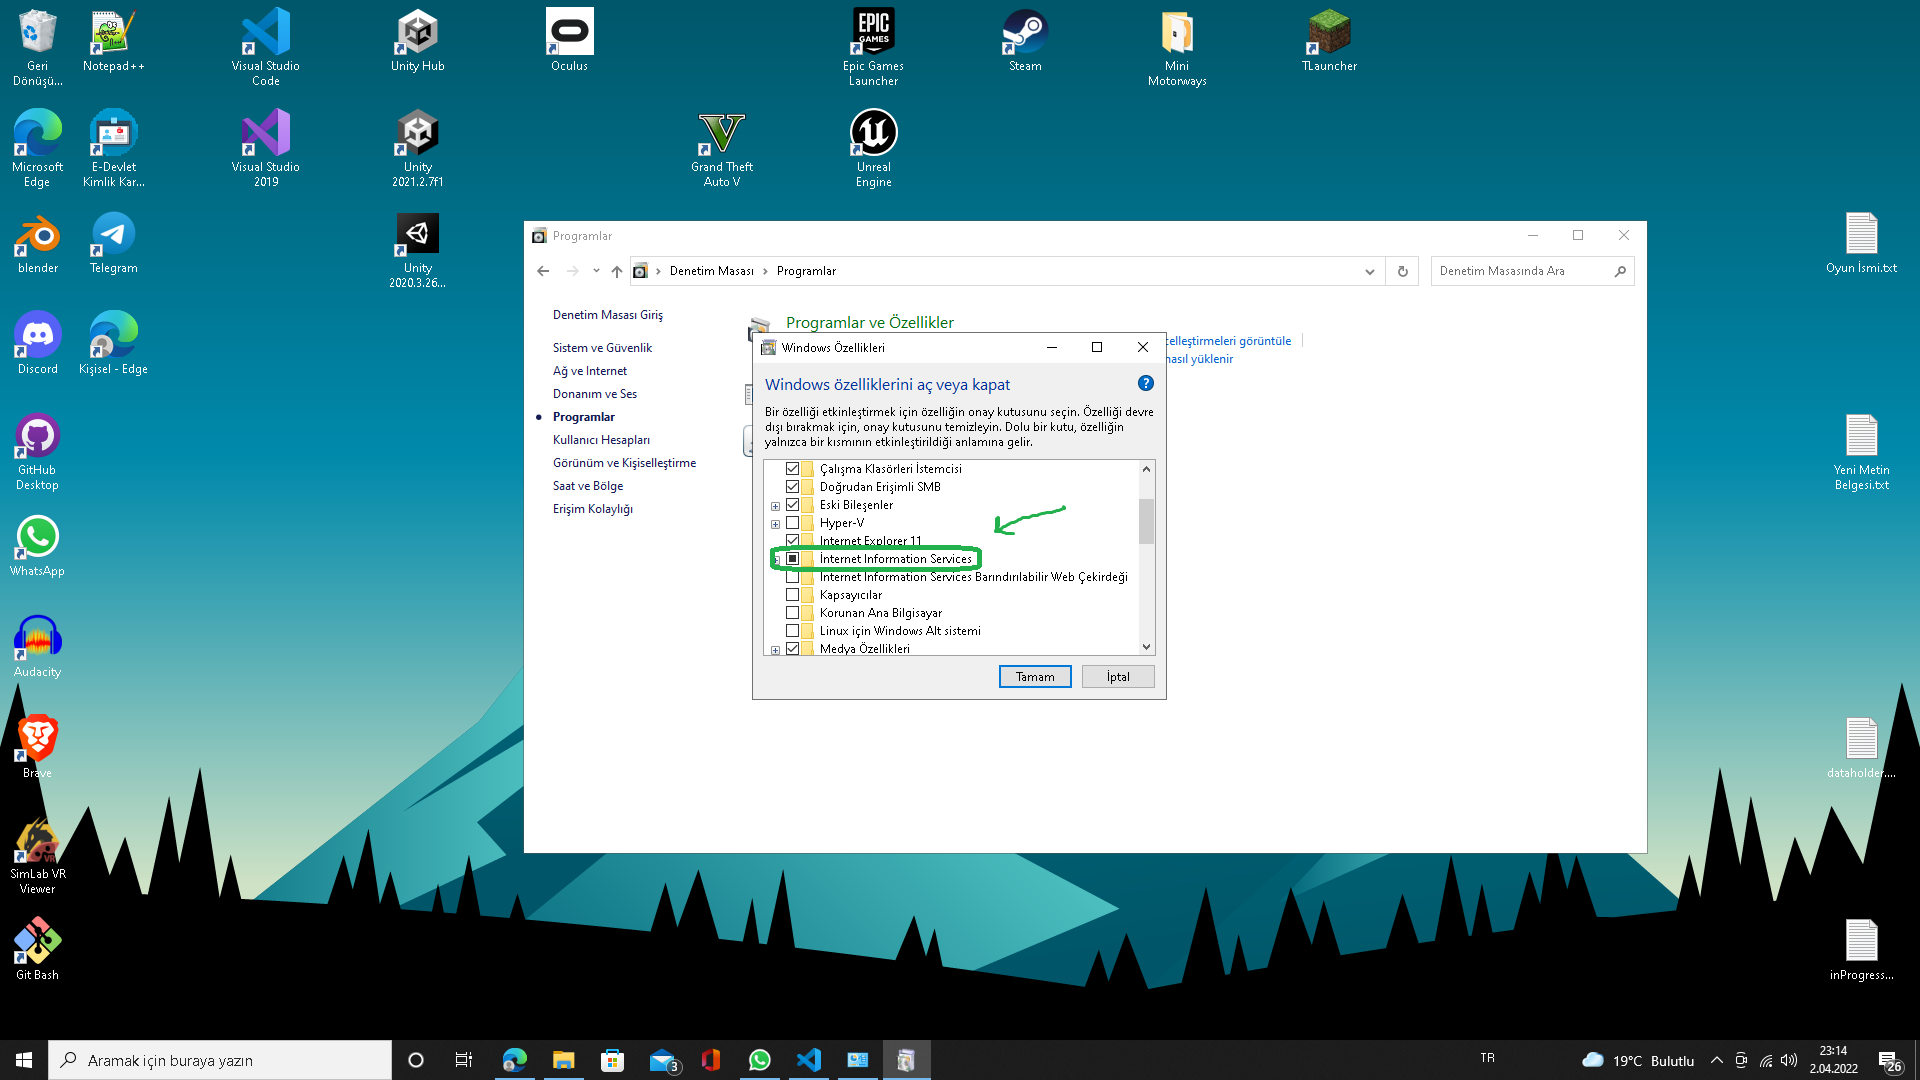 Geri
Dönüşü...
Notepad++
Visual Studio
Code
Unity Hub
Oculus
EPIC
GAMES
Epic Games
Launcher
Steam
Mini
Motorways
TLauncher
Microsoft
Edge
E-Devlet
Kimlik Kar...
Visual Studio
2019
Unity
2021.2.7f1
Grand Theft
Auto V
Unreal
Engine
blender
Telegram
Unity
2020.3.26...
Oyun İsmi.txt
Discord
Kişisel - Edge
GitHub
Desktop
Yeni Metin
Belgesi.txt
WhatsApp
Audacity
Brave
dataholder....
VR
SimLab VR
Viewer
Git Bash
inProgress...
Programlar
Denetim Masası
Programlar
Denetim Masasında Ara
Denetim Masası Giriş
Sistem ve Güvenlik
Ağ ve Internet
Donanım ve Ses
Programlar
Kullanıcı Hesapları
Görünüm ve Kişiselleştirme
Saat ve Bölge
Erişim Kolaylığı
Programlar ve Özellikler
celleştirmeleri görüntüle
nasıl yüklenir
Windows Özellikleri
Windows özelliklerini aç veya kapat
Bir özelliği etkinleştirmek için özelliğin onay kutusunu seçin. Özelliği devre
dışı bırakmak için, onay kutusunu temizleyin. Dolu bir kutu, özelliğin
yalnızca bir kısmının etkinleştirildiği anlamına gelir.
Çalışma Klasörleri İstemcisi
Doğrudan Erişimli SMB
Eski Bileşenler
Hyper-V
Internet Explorer 11
İnternet Information Services
Internet Information Services Barındırılabilir Web Çekirdeği
Kapsayıcılar
Korunan Ana Bilgisayar
Linux için Windows Alt sistemi
Medya Özellikleri
Tamam
İptal
Aramak için buraya yazın
3
TR
19°C Bulutlu
23:14
2.04.2022
26